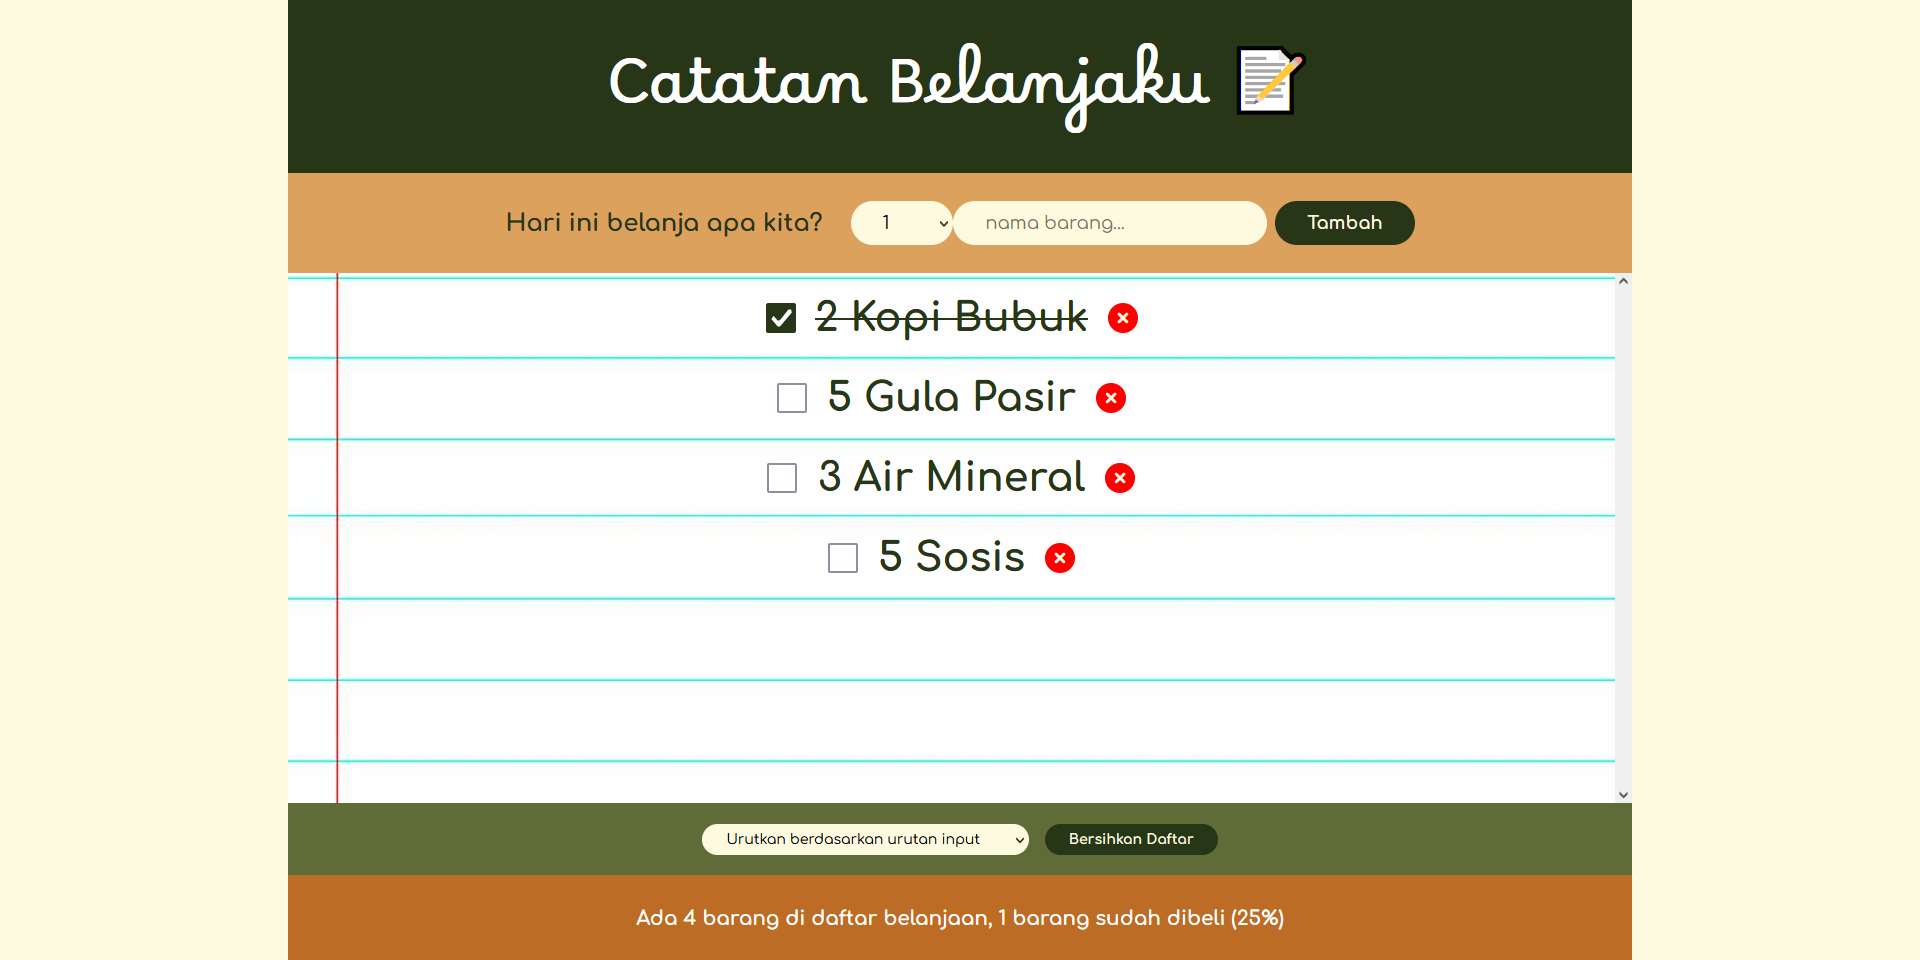 Catatan Belanjaku 📝
Hari ini belanja apa kita? 1 nama barang... Tambah
2 Kopi Bubuk
5 Gula Pasir
3 Air Mineral
5 Sosis
Urutkan berdasarkan urutan input Bersihkan Daftar
Ada 4 barang di daftar belanjaan, 1 barang sudah dibeli (25%)